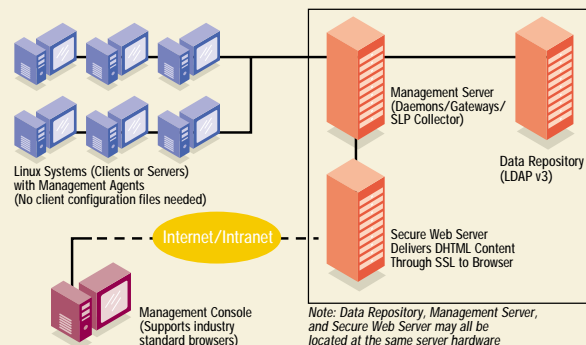 Management Server
(Daemons/Gateways/
SLP Collector)
Data Repository
(LDAP v3)
Linux Systems (Clients or Servers)
with Management Agents
(No client configuration files needed)
Secure Web Server
Delivers DHTML Content
Through SSL to Browser
Internet/Intranet
Management Console
(Supports industry
standard browsers)
Note: Data Repository, Management Server,
and Secure Web Server may all be
located at the same server hardware